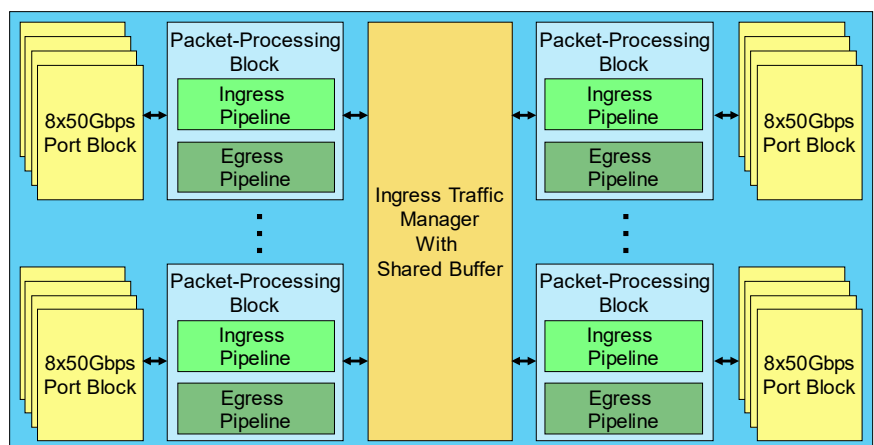 8x50Gbps
Port Block
Packet-Processing
Block
Ingress
Pipeline
Egress
Pipeline
Ingress Traffic
Manager
With
Shared Buffer
Packet-Processing
Block
Ingress
Pipeline
Egress
Pipeline
8x50Gbps
Port Block
8x50Gbps
Port Block
Packet-Processing
Block
Ingress
Pipeline
Egress
Pipeline
Packet-Processing
Block
Ingress
Pipeline
Egress
Pipeline
8x50Gbps
Port Block